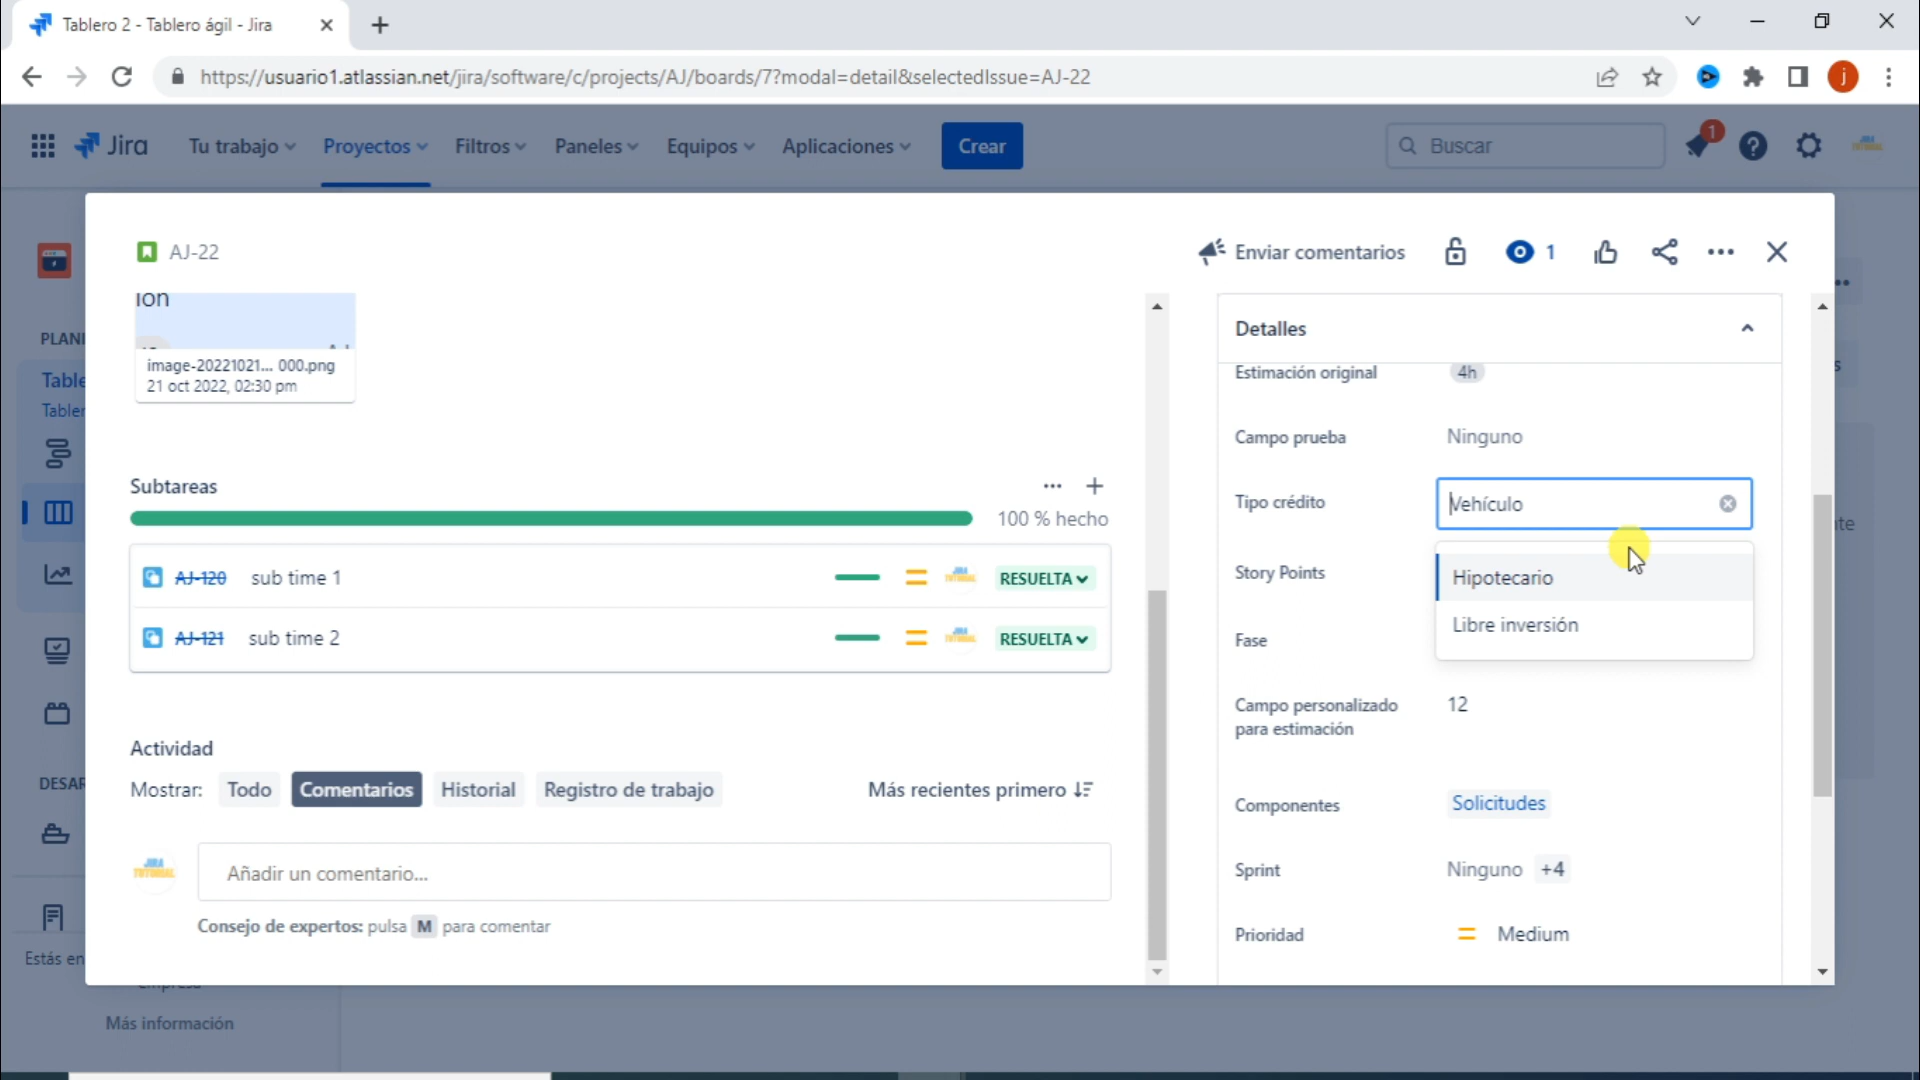 Tablero 2 - Tablero ágil - Jira
https://usuario1.atlassian.net/jira/software/c/projects/AJ/boards/7?modal=detail&selectedIssue=AJ-22
j
Jira
Tu trabajo
Proyectos
Filtros
Paneles
Equipos
Aplicaciones
Crear
Buscar
1
AJ-22
Enviar comentarios
1
PLANI
Table
Tabler
DESAR
Estás en
Más información
ion
image-20221021... 000.png
21 oct 2022, 02:30 pm
Subtareas
100 % hecho
AJ-120 sub time 1 RESUELTA
AJ-121 sub time 2 RESUELTA
Actividad
Mostrar: Todo Comentarios Historial Registro de trabajo Más recientes primero
JIRA TUTORIAL
Añadir un comentario...
Consejo de expertos: pulsa M para comentar
Detalles
Estimación original 4h
Campo prueba Ninguno
Tipo crédito Vehículo
Hipotecario
Libre inversión
Story Points
Fase
Campo personalizado para estimación 12
Componentes Solicitudes
Sprint Ninguno +4
Prioridad Medium